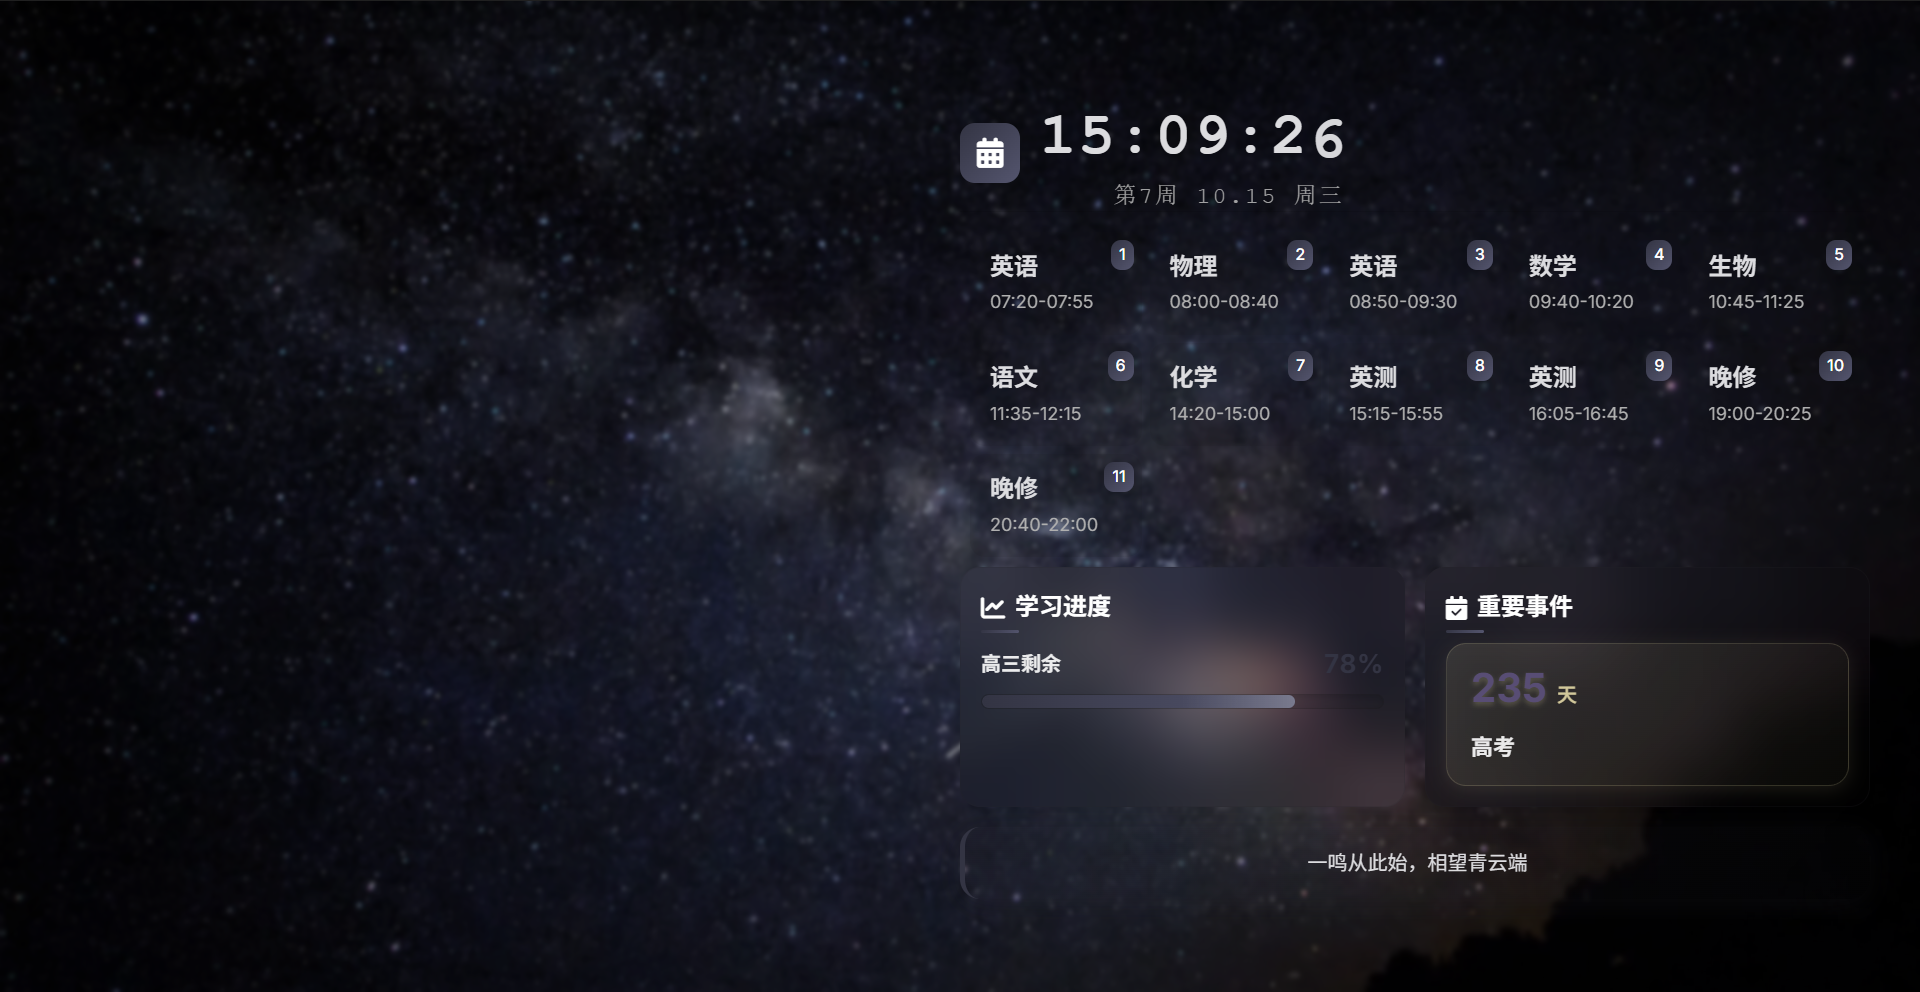 15:09:26
第7周 10.15 周三
英语 1
07:20-07:55
物理 2
08:00-08:40
英语 3
08:50-09:30
数学 4
09:40-10:20
生物 5
10:45-11:25
语文 6
11:35-12:15
化学 7
14:20-15:00
英测 8
15:15-15:55
英测 9
16:05-16:45
晚修 10
19:00-20:25
晚修 11
20:40-22:00
学习进度
高三剩余 78%
重要事件
235 天
高考
一鸣从此始，相望青云端